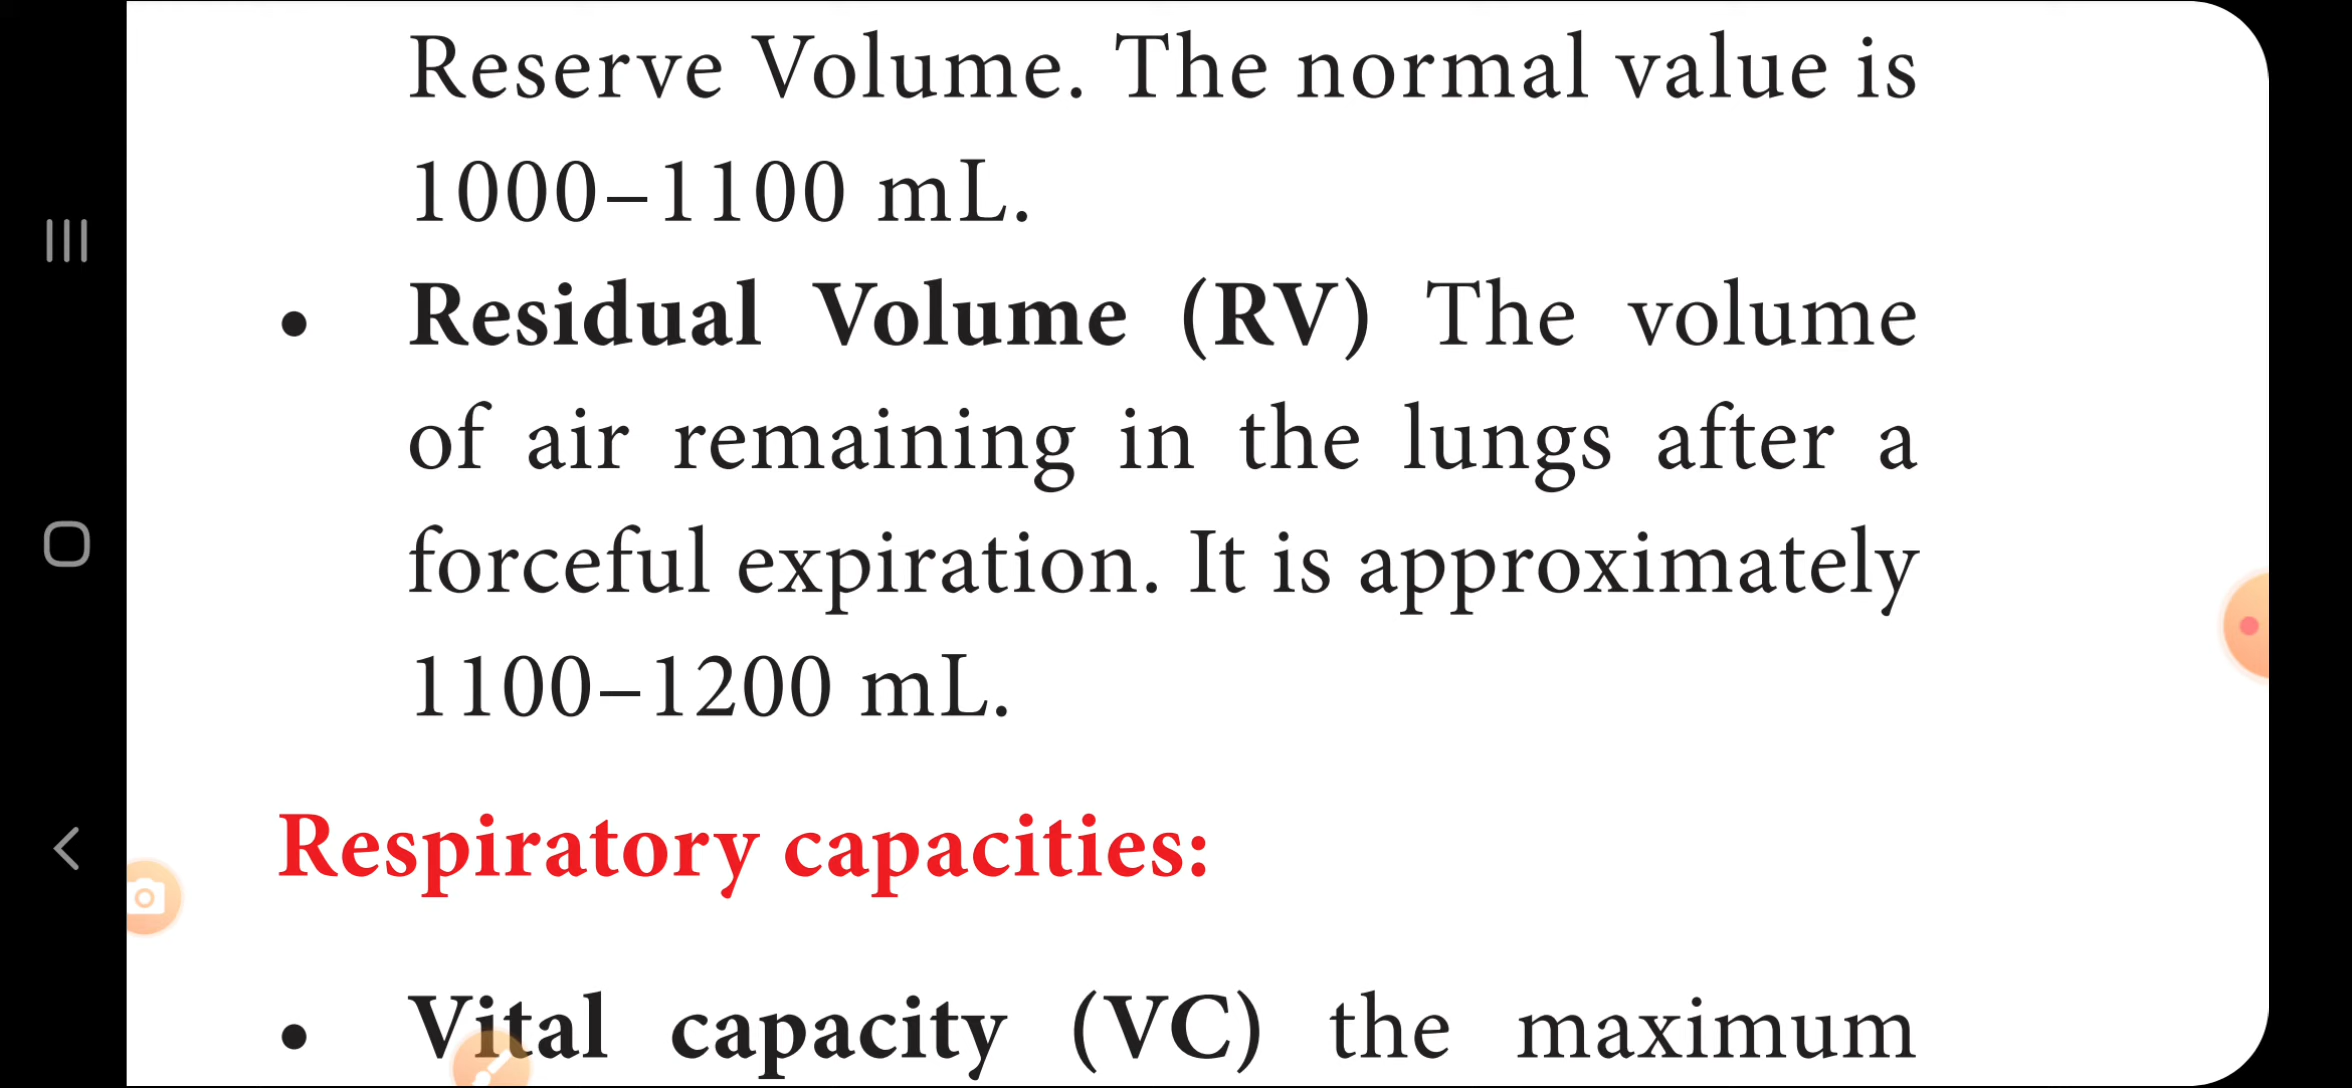 Reserve Volume. The normal value is
1000–1100 mL.
• Residual Volume (RV) The volume
of air remaining in the lungs after a
forceful expiration. It is approximately
1100–1200 mL.
Respiratory capacities:
• Vital capacity (VC) the maximum